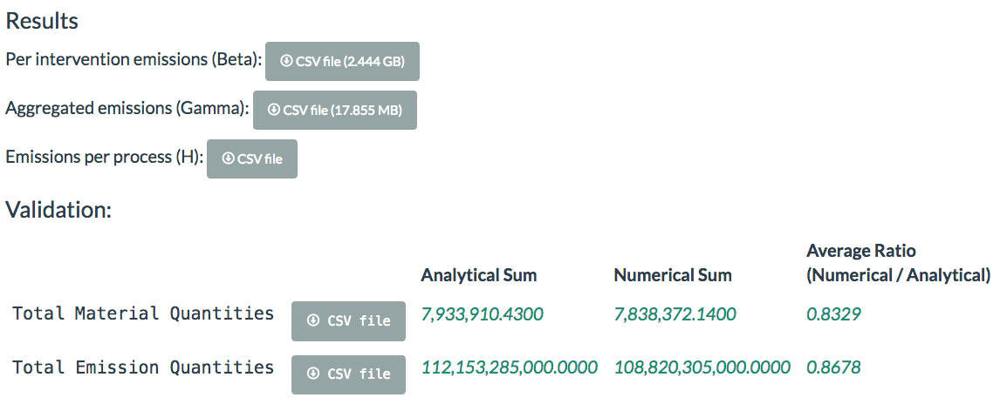 Results
Per intervention emissions (Beta): CSV file (2.444 GB)
Aggregated emissions (Gamma): CSV file (17.855 MB)
Emissions per process (H): CSV file
Validation:
Analytical Sum Numerical Sum Average Ratio
(Numerical / Analytical)
Total Material Quantities CSV file 7,933,910.4300 7,838,372.1400 0.8329
Total Emission Quantities CSV file 112,153,285,000.0000 108,820,305,000.0000 0.8678